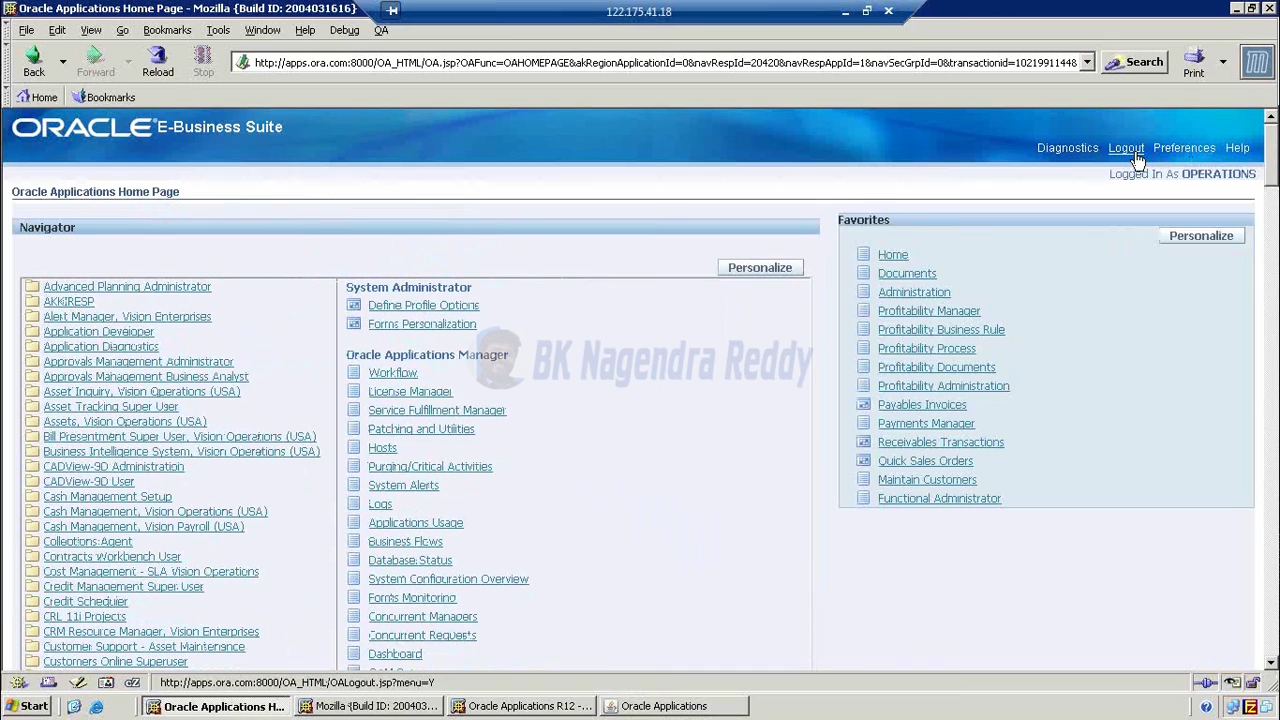 Oracle Applications Home Page - Mozilla {Build ID: 2004031616}
122.175.41.18
File Edit View Go Bookmarks Tools Window Help Debug QA
Back Forward Reload Stop
http://apps.ora.com:8000/OA_HTML/OA.jsp?OAFunc=OAHOMEPAGE&akRegionApplicationId=0&navRespId=20420&navRespAppId=1&navSecGrpId=0&transactionid=10219911448
Search
Print
Home Bookmarks
ORACLE E-Business Suite
Diagnostics Logout Preferences Help
Logged In As OPERATIONS
Oracle Applications Home Page
Navigator
Personalize
Advanced Planning Administrator
AKKIRESP
Alert Manager, Vision Enterprises
Application Developer
Application Diagnostics
Approvals Management Administrator
Approvals Management Business Analyst
Asset Inquiry, Vision Operations (USA)
Asset Tracking Super User
Assets, Vision Operations (USA)
Bill Presentment Super User, Vision Operations (USA)
Business Intelligence System, Vision Operations (USA)
CADView-3D Administration
CADView-3D User
Cash Management Setup
Cash Management, Vision Operations (USA)
Cash Management, Vision Payroll (USA)
Collections Agent
Contracts Workbench User
Cost Management - SLA Vision Operations
Credit Management Super User
Credit Scheduler
CRL 11i Projects
CRM Resource Manager, Vision Enterprises
Customer Support - Asset Maintenance
Customers Online Superuser
System Administrator
Define Profile Options
Forms Personalization
Oracle Applications Manager
Workflow
License Manager
Service Fulfillment Manager
Patching and Utilities
Hosts
Purging/Critical Activities
System Alerts
Logs
Applications Usage
Business Flows
Database Status
System Configuration Overview
Forms Monitoring
Concurrent Managers
Concurrent Requests
Dashboard
BK Nagendra Reddy
Favorites
Personalize
Home
Documents
Administration
Profitability Manager
Profitability Business Rule
Profitability Process
Profitability Documents
Profitability Administration
Payables Invoices
Payments Manager
Receivables Transactions
Quick Sales Orders
Maintain Customers
Functional Administrator
http://apps.ora.com:8000/OA_HTML/OALogout.jsp?menu=Y
Start
Oracle Applications H...
Mozilla {Build ID: 200403...
Oracle Applications R12 -...
Oracle Applications